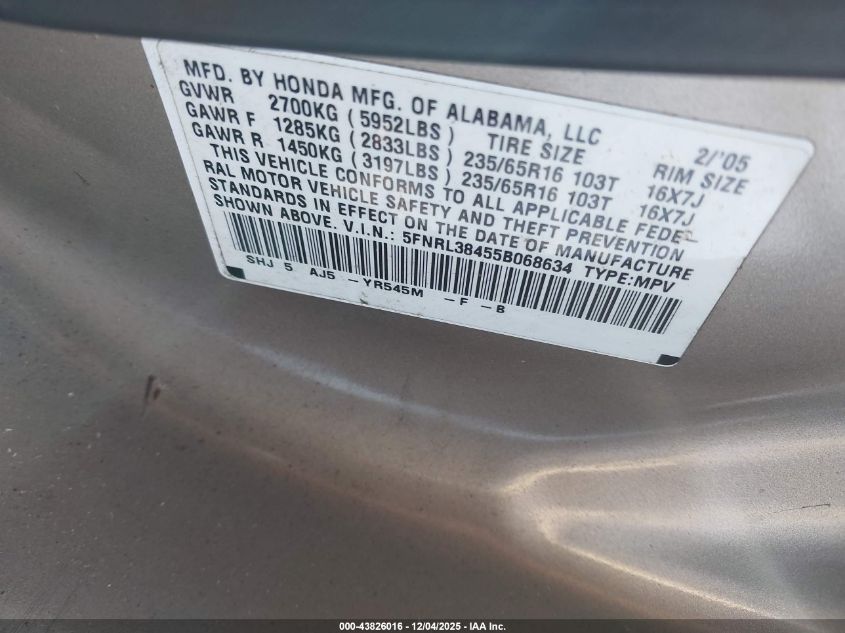 MFD. BY HONDA MFG. OF ALABAMA, LLC 2/'05
GVWR 2700KG (5952LBS) TIRE SIZE RIM SIZE
GAWR F 1285KG (2833LBS) 235/65R16 103T 16X7J
GAWR R 1450KG (3197LBS) 235/65R16 103T 16X7J
THIS VEHICLE CONFORMS TO ALL APPLICABLE FEDE-
RAL MOTOR VEHICLE SAFETY AND THEFT PREVENTION
STANDARDS IN EFFECT ON THE DATE OF MANUFACTURE
SHOWN ABOVE. V.I.N.: 5FNRL38455B068634 TYPE:MPV
SHJ 5 AJ5 -YR545M -F -B
000-43826016 - 12/04/2025 - IAA Inc.